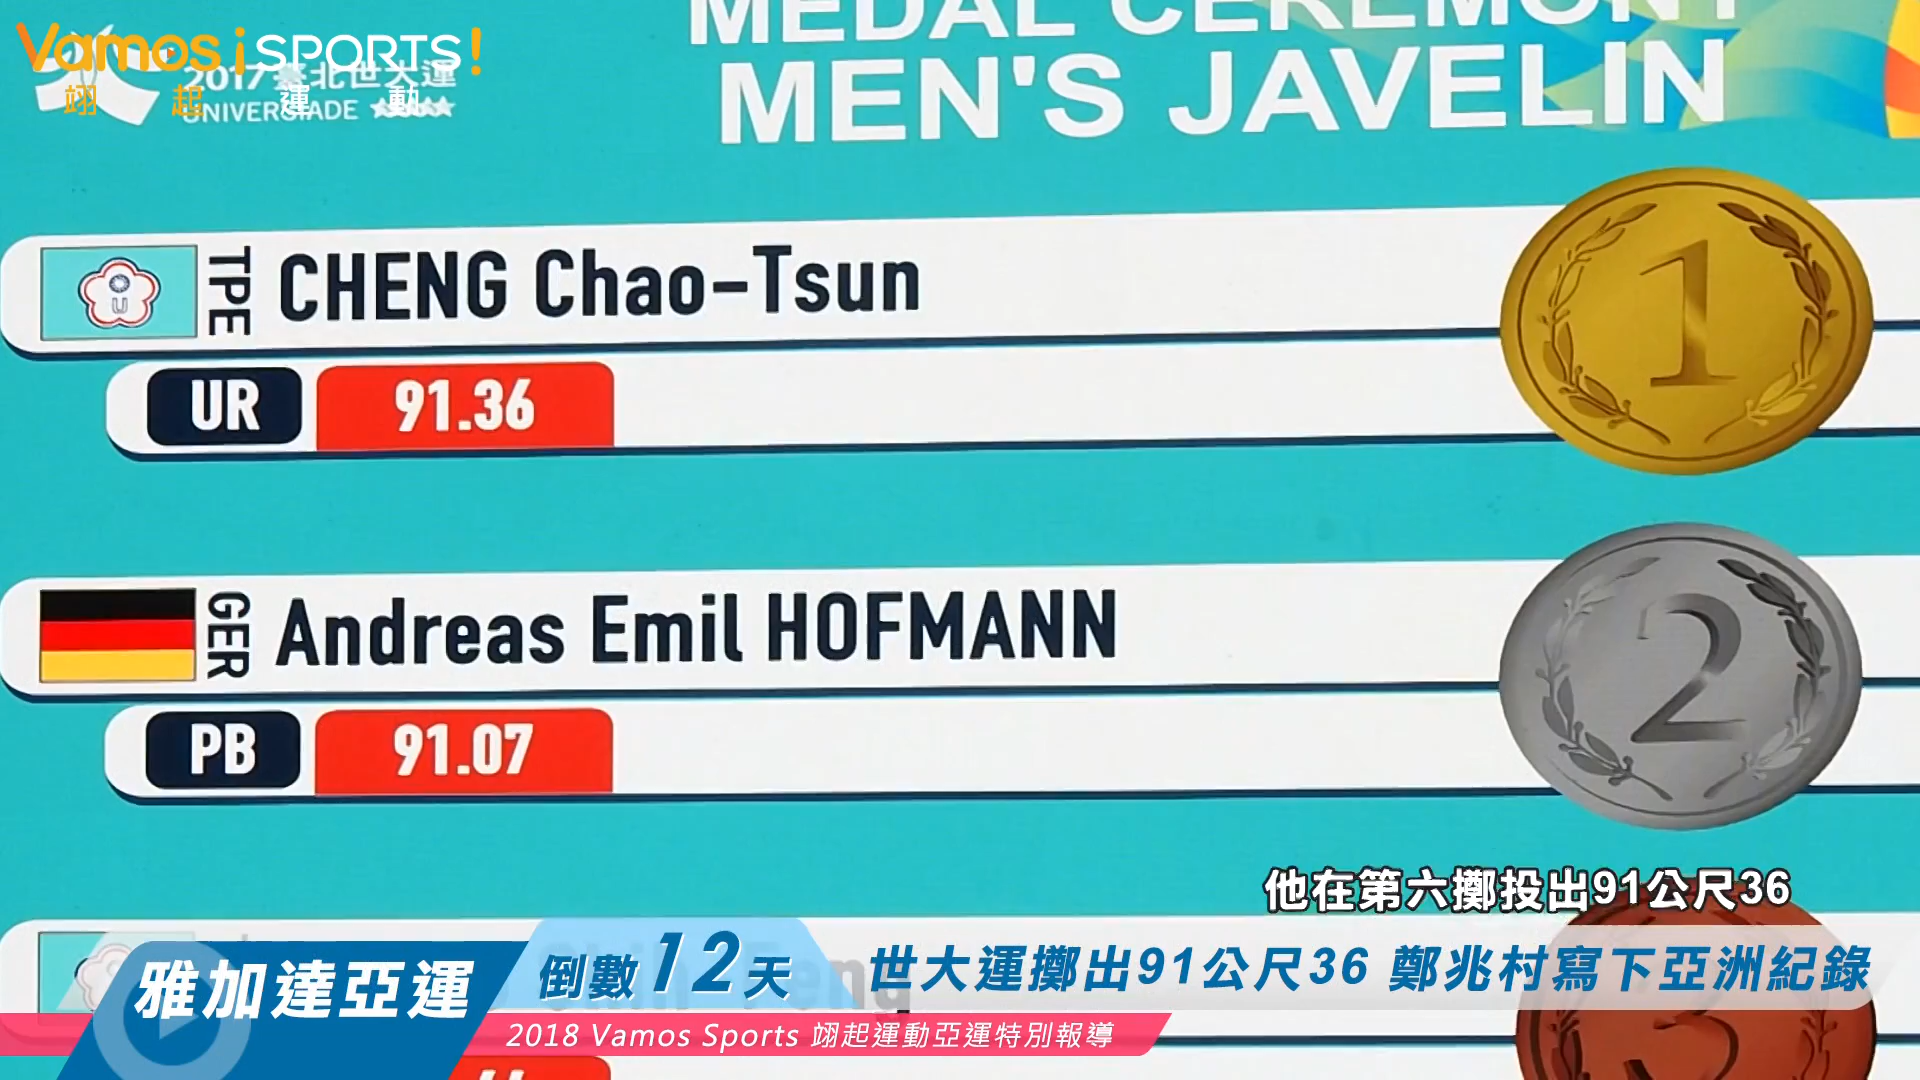 Vamos ¡SPORTS!
翊起運動
2017臺北世大運
UNIVERSIADE
MEDAL CEREMONY
MEN'S JAVELIN
TPE
CHENG Chao-Tsun
UR
91.36
1
GER
Andreas Emil HOFMANN
PB
91.07
2
他在第六擲投出91公尺36
雅加達亞運
倒數12天
世大運擲出91公尺36 鄭兆村寫下亞洲紀錄
2018 Vamos Sports 翊起運動亞運特別報導
3